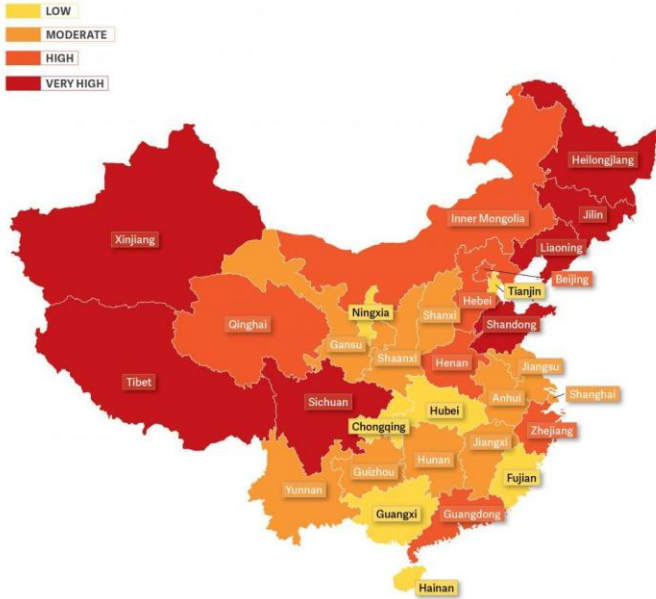 LOW
MODERATE
HIGH
VERY HIGH
Heilongjlang
Jilin
Inner Mongolia
Xinjiang
Liaoning
Beijing
Tianjin
Hebei
Ningxia
Shanxi
Shandong
Qinghai
Gansu
Shaanxi
Henan
Jiangsu
Tibet
Sichuan
Shanghai
Anhui
Hubei
Chongqing
Zhejiang
Jiangxi
Hunan
Guizhou
Fujian
Yunnan
Guangxi
Guangdong
Hainan